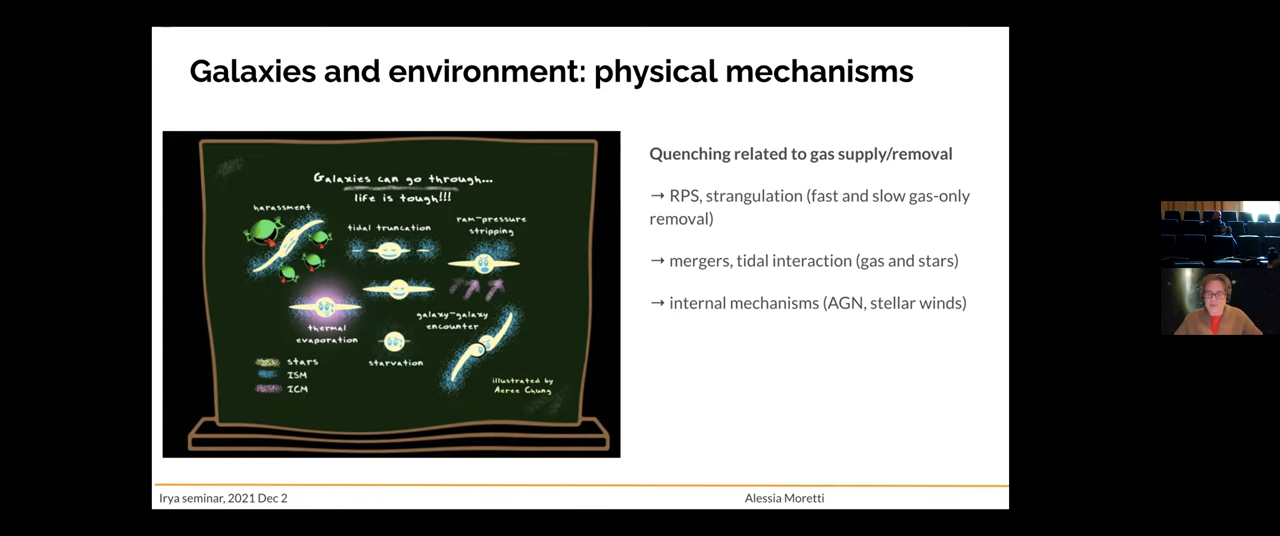 Galaxies and environment: physical mechanisms
Galaxies can go through...
life is tough!!!
harassment
tidal truncation
ram-pressure
stripping
thermal
evaporation
galaxy-galaxy
encounter
starvation
stars
ISM
ICM
illustrated by
Aeree Chung
Quenching related to gas supply/removal
→ RPS, strangulation (fast and slow gas-only
removal)
→ mergers, tidal interaction (gas and stars)
→ internal mechanisms (AGN, stellar winds)
Irya seminar, 2021 Dec 2
Alessia Moretti